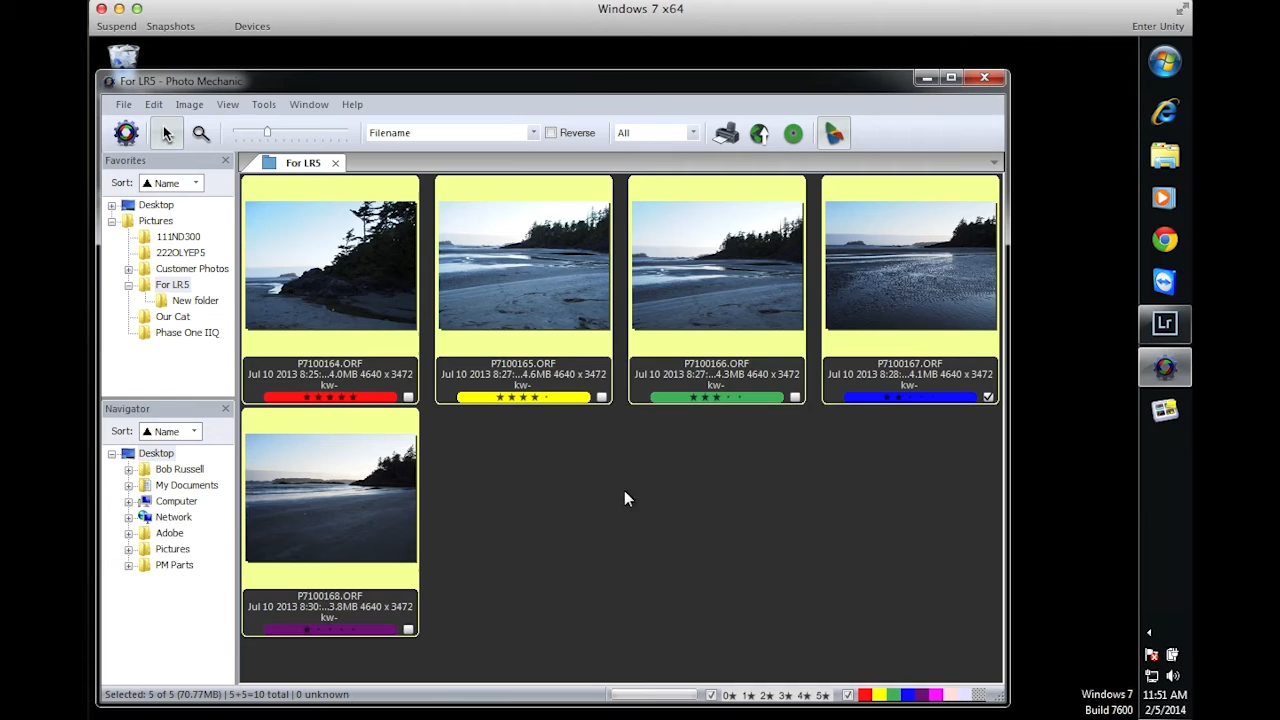 Windows 7 x64
Suspend Snapshots Devices Enter Unity
For LR5 - Photo Mechanic
File Edit Image View Tools Window Help
Filename Reverse All
Favorites
For LR5
Sort: Name
Desktop
Pictures
111ND300
222OLYEP5
Customer Photos
For LR5
New folder
Our Cat
Phase One IIQ
Navigator
Sort: Name
Desktop
Bob Russell
My Documents
Computer
Network
Adobe
Pictures
PM Parts
P7100164.ORF
Jul 10 2013 8:25:...4.0MB 4640 x 3472
kw-
P7100165.ORF
Jul 10 2013 8:27:...4.6MB 4640 x 3472
kw-
P7100166.ORF
Jul 10 2013 8:27:...4.3MB 4640 x 3472
kw-
P7100167.ORF
Jul 10 2013 8:28:...4.1MB 4640 x 3472
kw-
P7100168.ORF
Jul 10 2013 8:30:...3.8MB 4640 x 3472
kw-
Selected: 5 of 5 (70.77MB) | 5+5=10 total | 0 unknown
0★ 1★ 2★ 3★ 4★ 5★
Lr
11:51 AM
2/5/2014
Windows 7
Build 7600